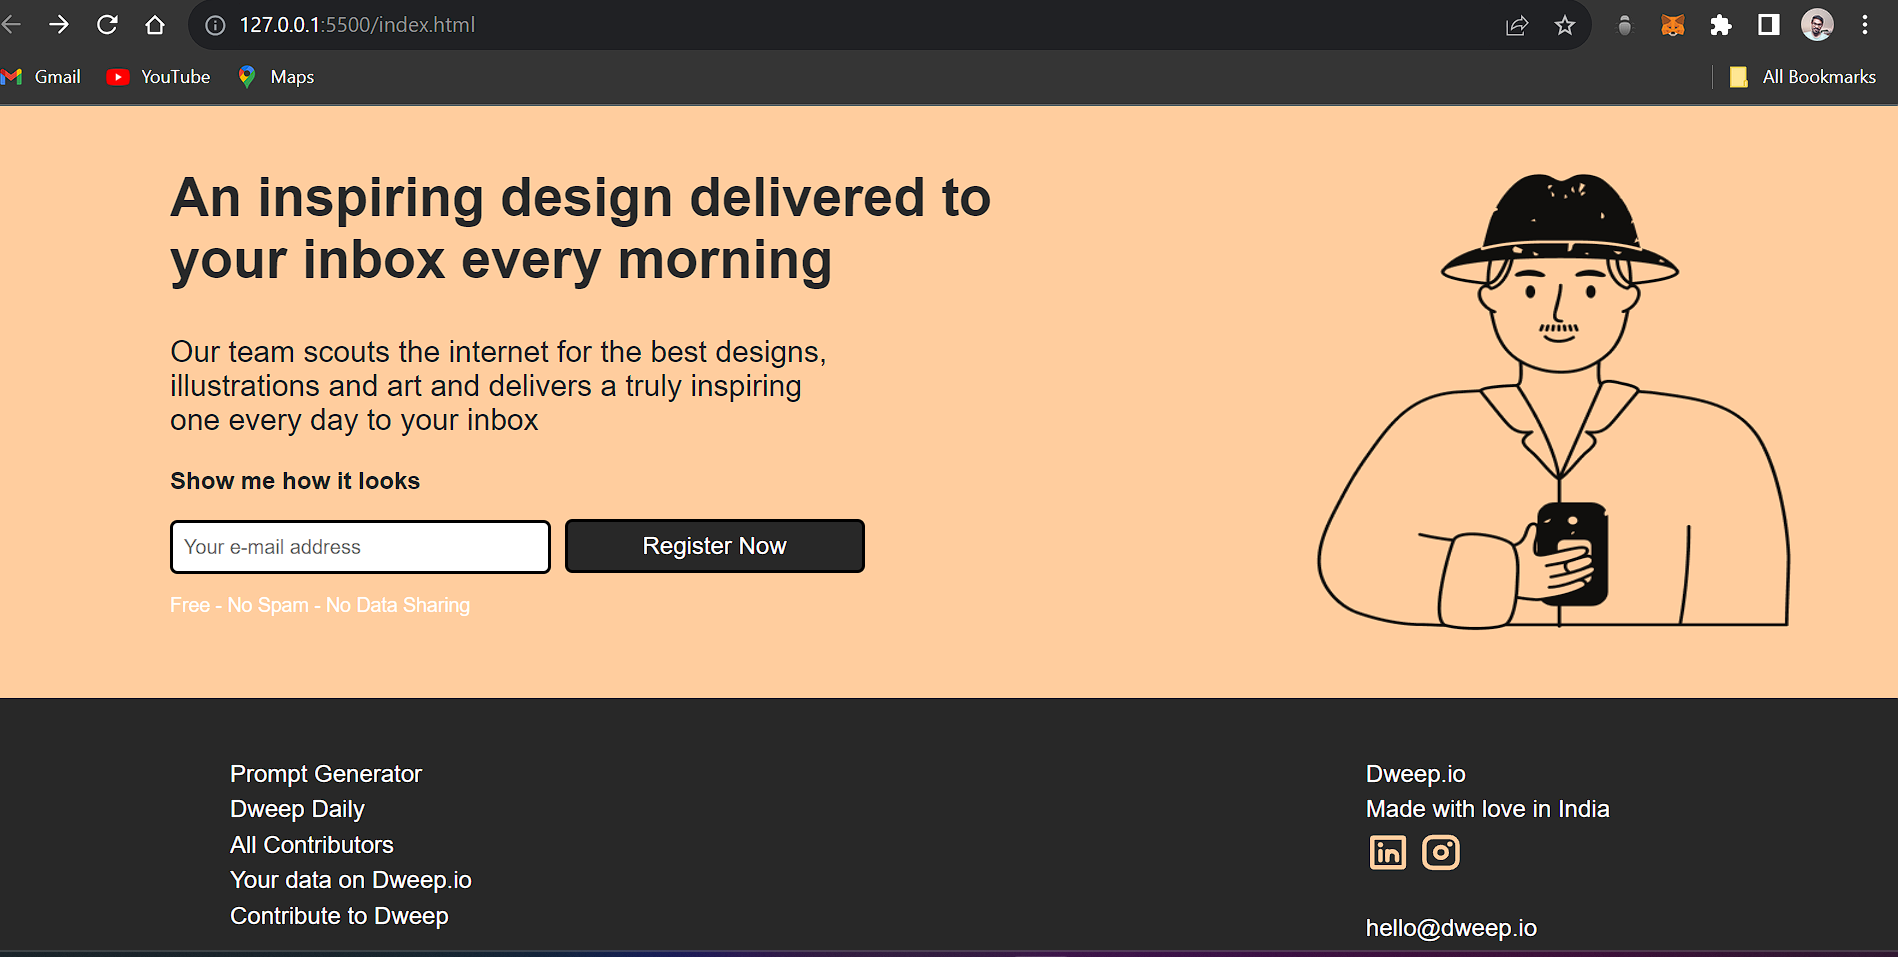 127.0.0.1:5500/index.html
Gmail YouTube Maps All Bookmarks
An inspiring design delivered to
your inbox every morning
Our team scouts the internet for the best designs,
illustrations and art and delivers a truly inspiring
one every day to your inbox
Show me how it looks
Your e-mail address
Register Now
Free - No Spam - No Data Sharing
Prompt Generator
Dweep Daily
All Contributors
Your data on Dweep.io
Contribute to Dweep
Dweep.io
Made with love in India
in
hello@dweep.io